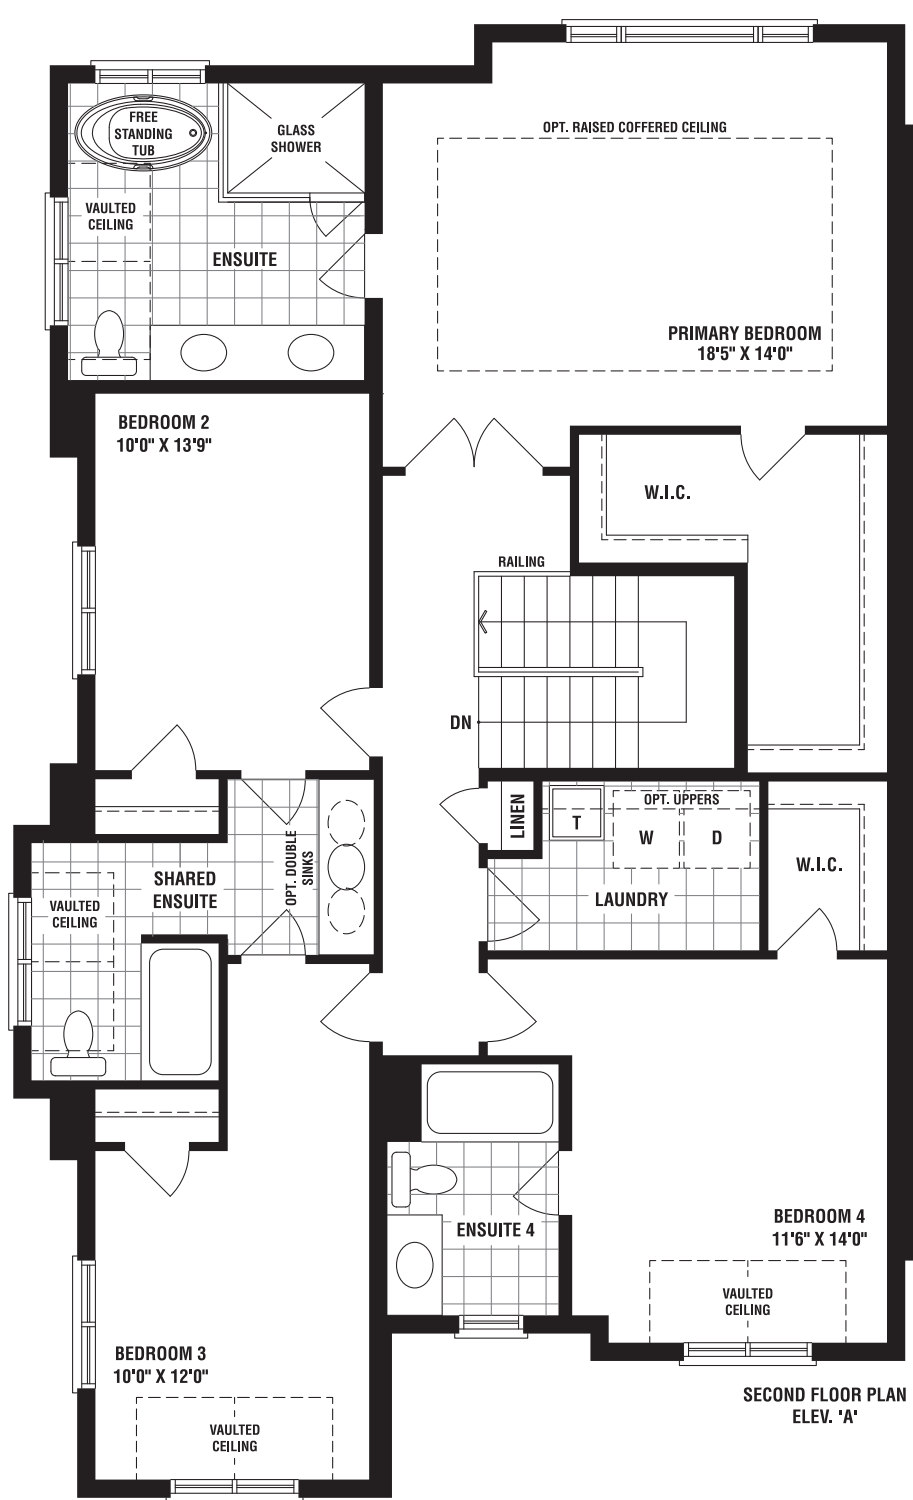 FREE
STANDING
TUB
GLASS
SHOWER
OPT. RAISED COFFERED CEILING
VAULTED
CEILING
ENSUITE
PRIMARY BEDROOM
18'5" X 14'0"
BEDROOM 2
10'0" X 13'9"
W.I.C.
RAILING
DN
LINEN
T
OPT. UPPERS
W
D
OPT. DOUBLE
SINKS
W.I.C.
SHARED
ENSUITE
LAUNDRY
VAULTED
CEILING
ENSUITE 4
BEDROOM 4
11'6" X 14'0"
VAULTED
CEILING
BEDROOM 3
10'0" X 12'0"
VAULTED
CEILING
SECOND FLOOR PLAN
ELEV. 'A'